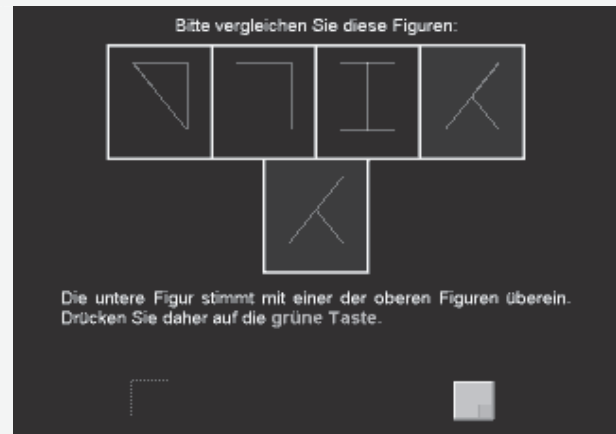 Bitte vergleichen Sie diese Figuren:
Die untere Figur stimmt mit einer der oberen Figuren überein.
Drücken Sie daher auf die grüne Taste.